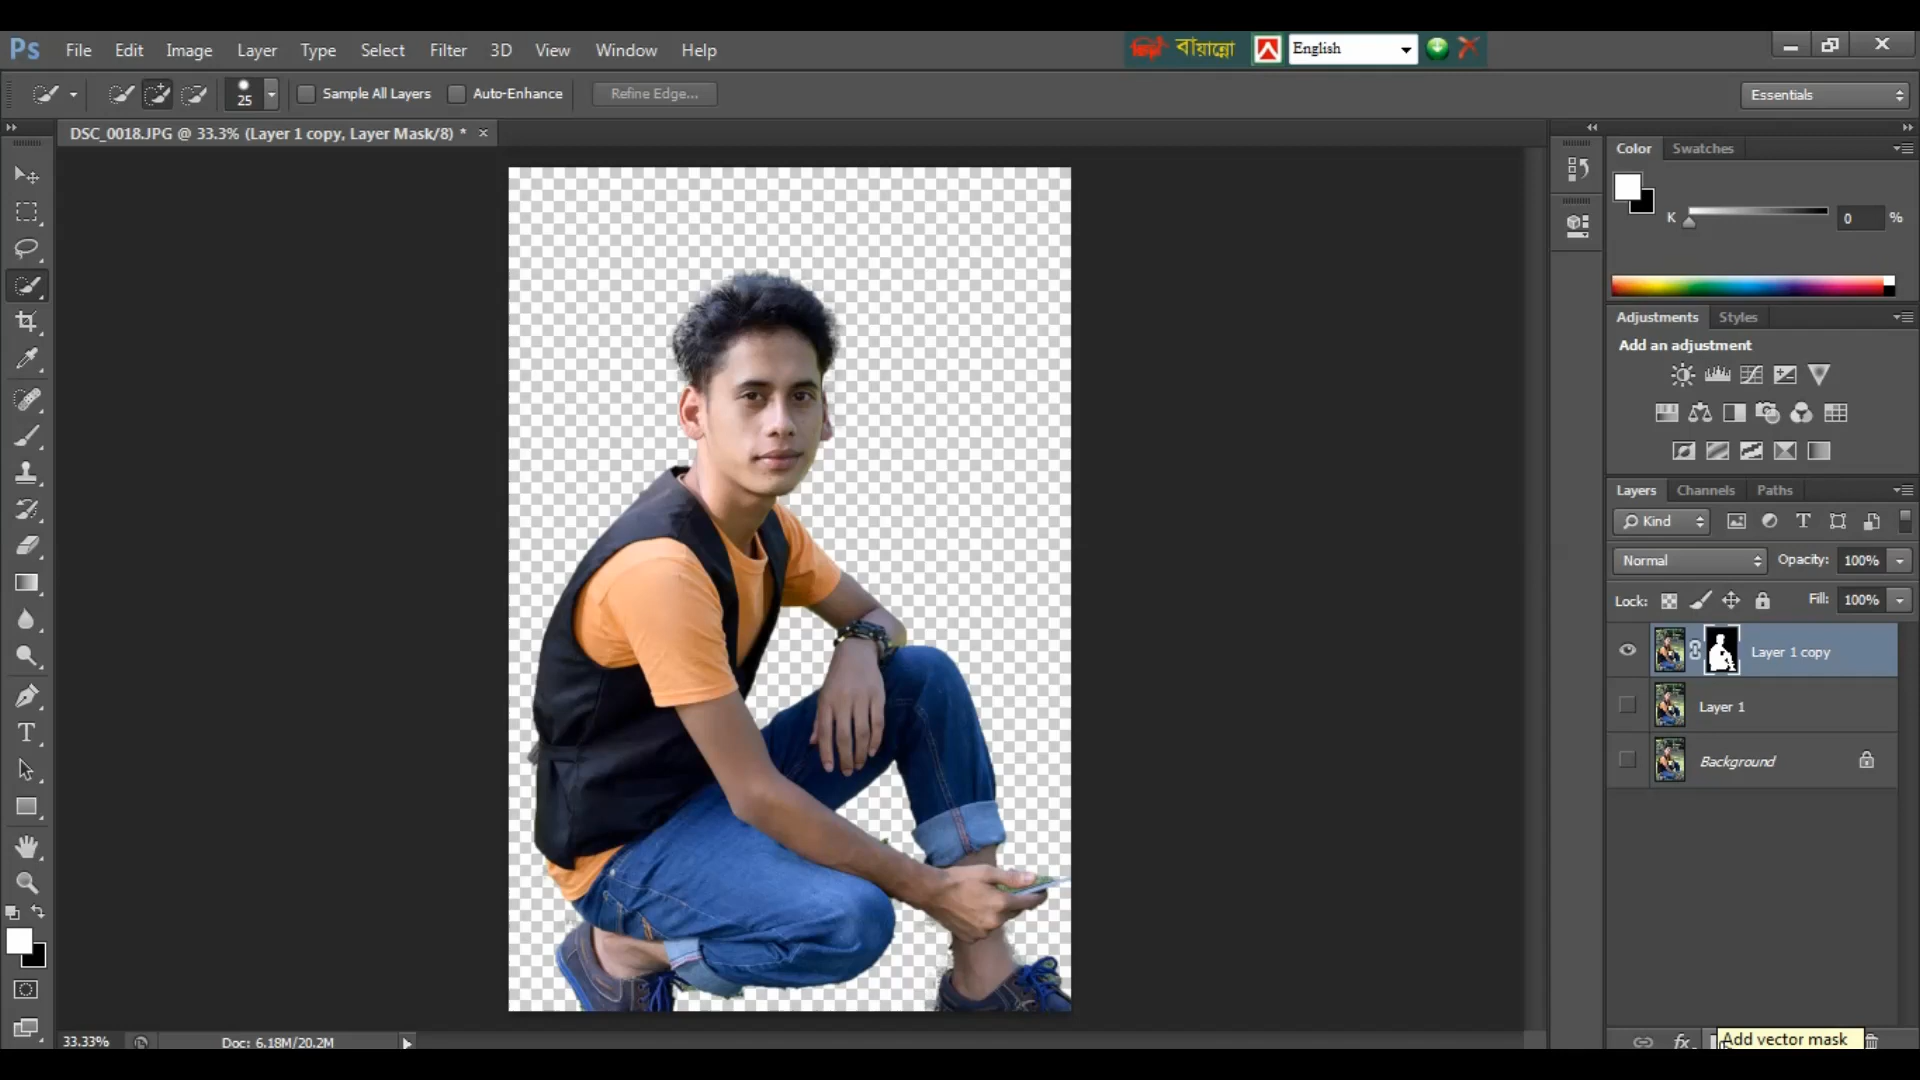 Ps File Edit Image Layer Type Select Filter 3D View Window Help
বায়ান্নো English
25 Sample All Layers Auto-Enhance Refine Edge... Essentials
DSC_0018.JPG @ 33.3% (Layer 1 copy, Layer Mask/8) * ×
Color Swatches
K 0 %
Adjustments Styles
Add an adjustment
Layers Channels Paths
Kind
Normal Opacity: 100%
Lock: Fill: 100%
Layer 1 copy
Layer 1
Background
33.33% Doc: 6.18M/20.2M
fx Add vector mask